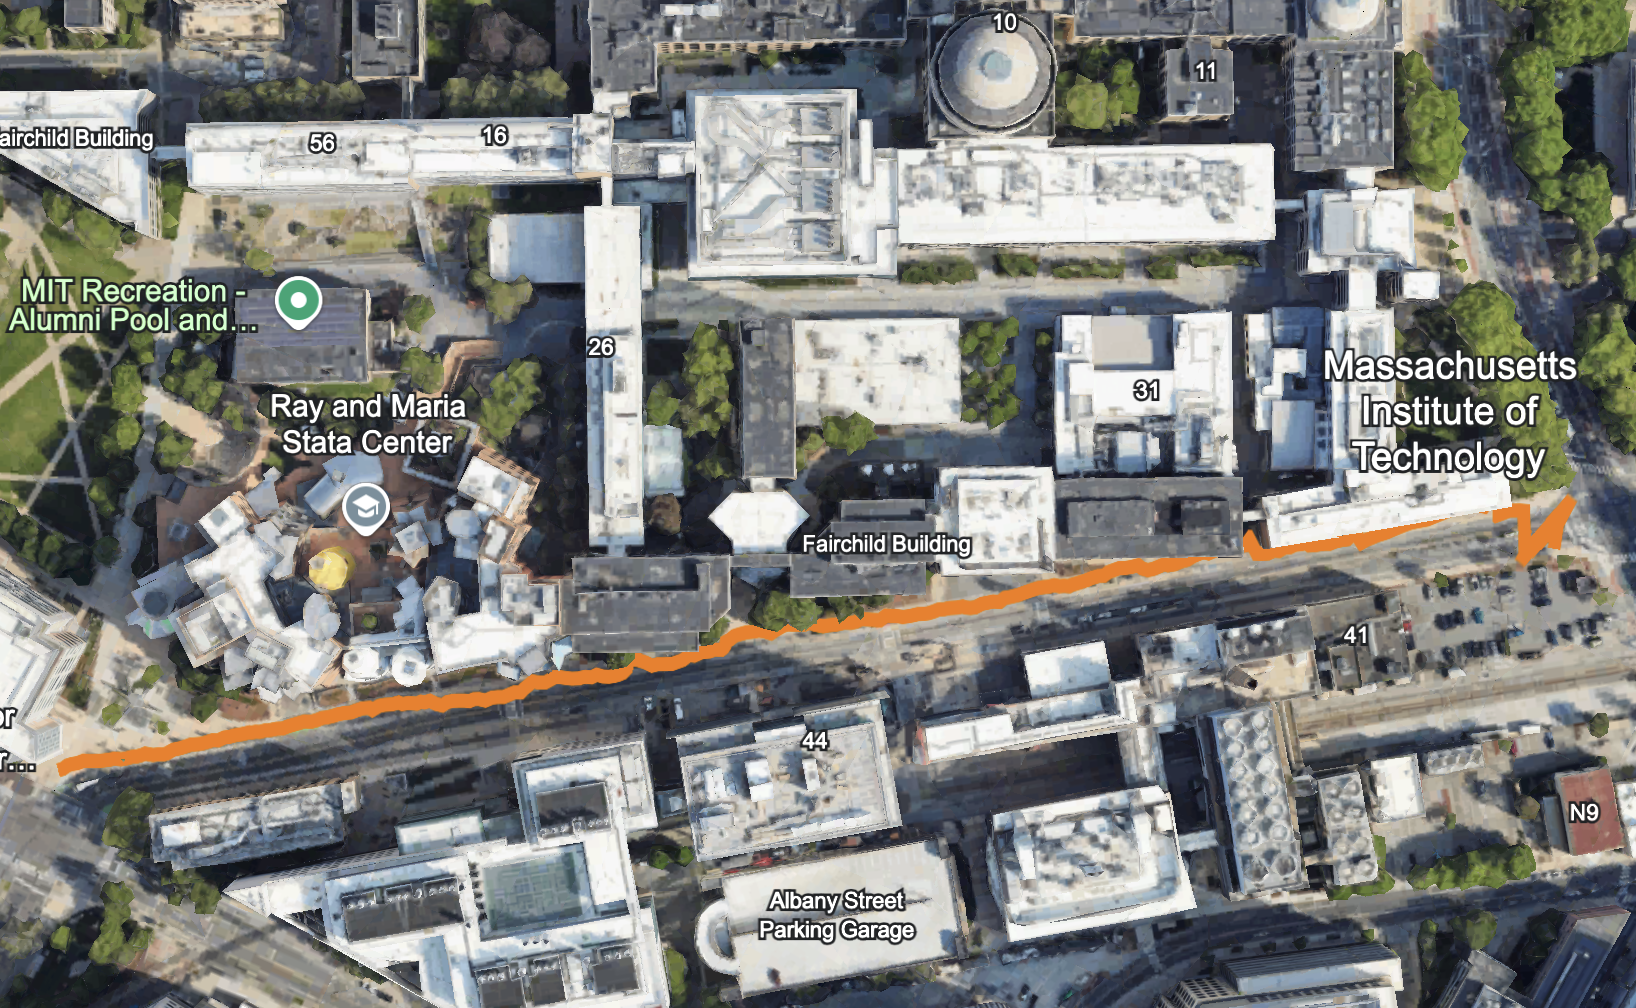 10
11
airchild Building
56
16
MIT Recreation -
Alumni Pool and...
26
Ray and Maria
Stata Center
31
Massachusetts
Institute of
Technology
Fairchild Building
41
or
r...
44
N9
Albany Street
Parking Garage